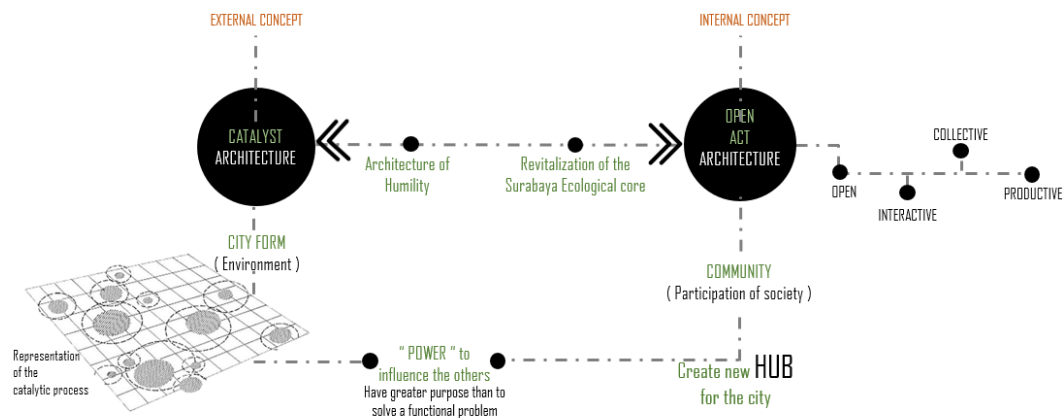 EXTERNAL CONCEPT
INTERNAL CONCEPT
CATALYST
ARCHITECTURE
Architecture of
Humility
Revitalization of the
Surabaya Ecological core
OPEN
ACT
ARCHITECTURE
COLLECTIVE
OPEN
INTERACTIVE
PRODUCTIVE
CITY FORM
( Environment )
COMMUNITY
( Participation of society )
Representation
of the
catalytic process
" POWER " to
influence the others
Have greater purpose than to
solve a functional problem
Create new HUB
for the city